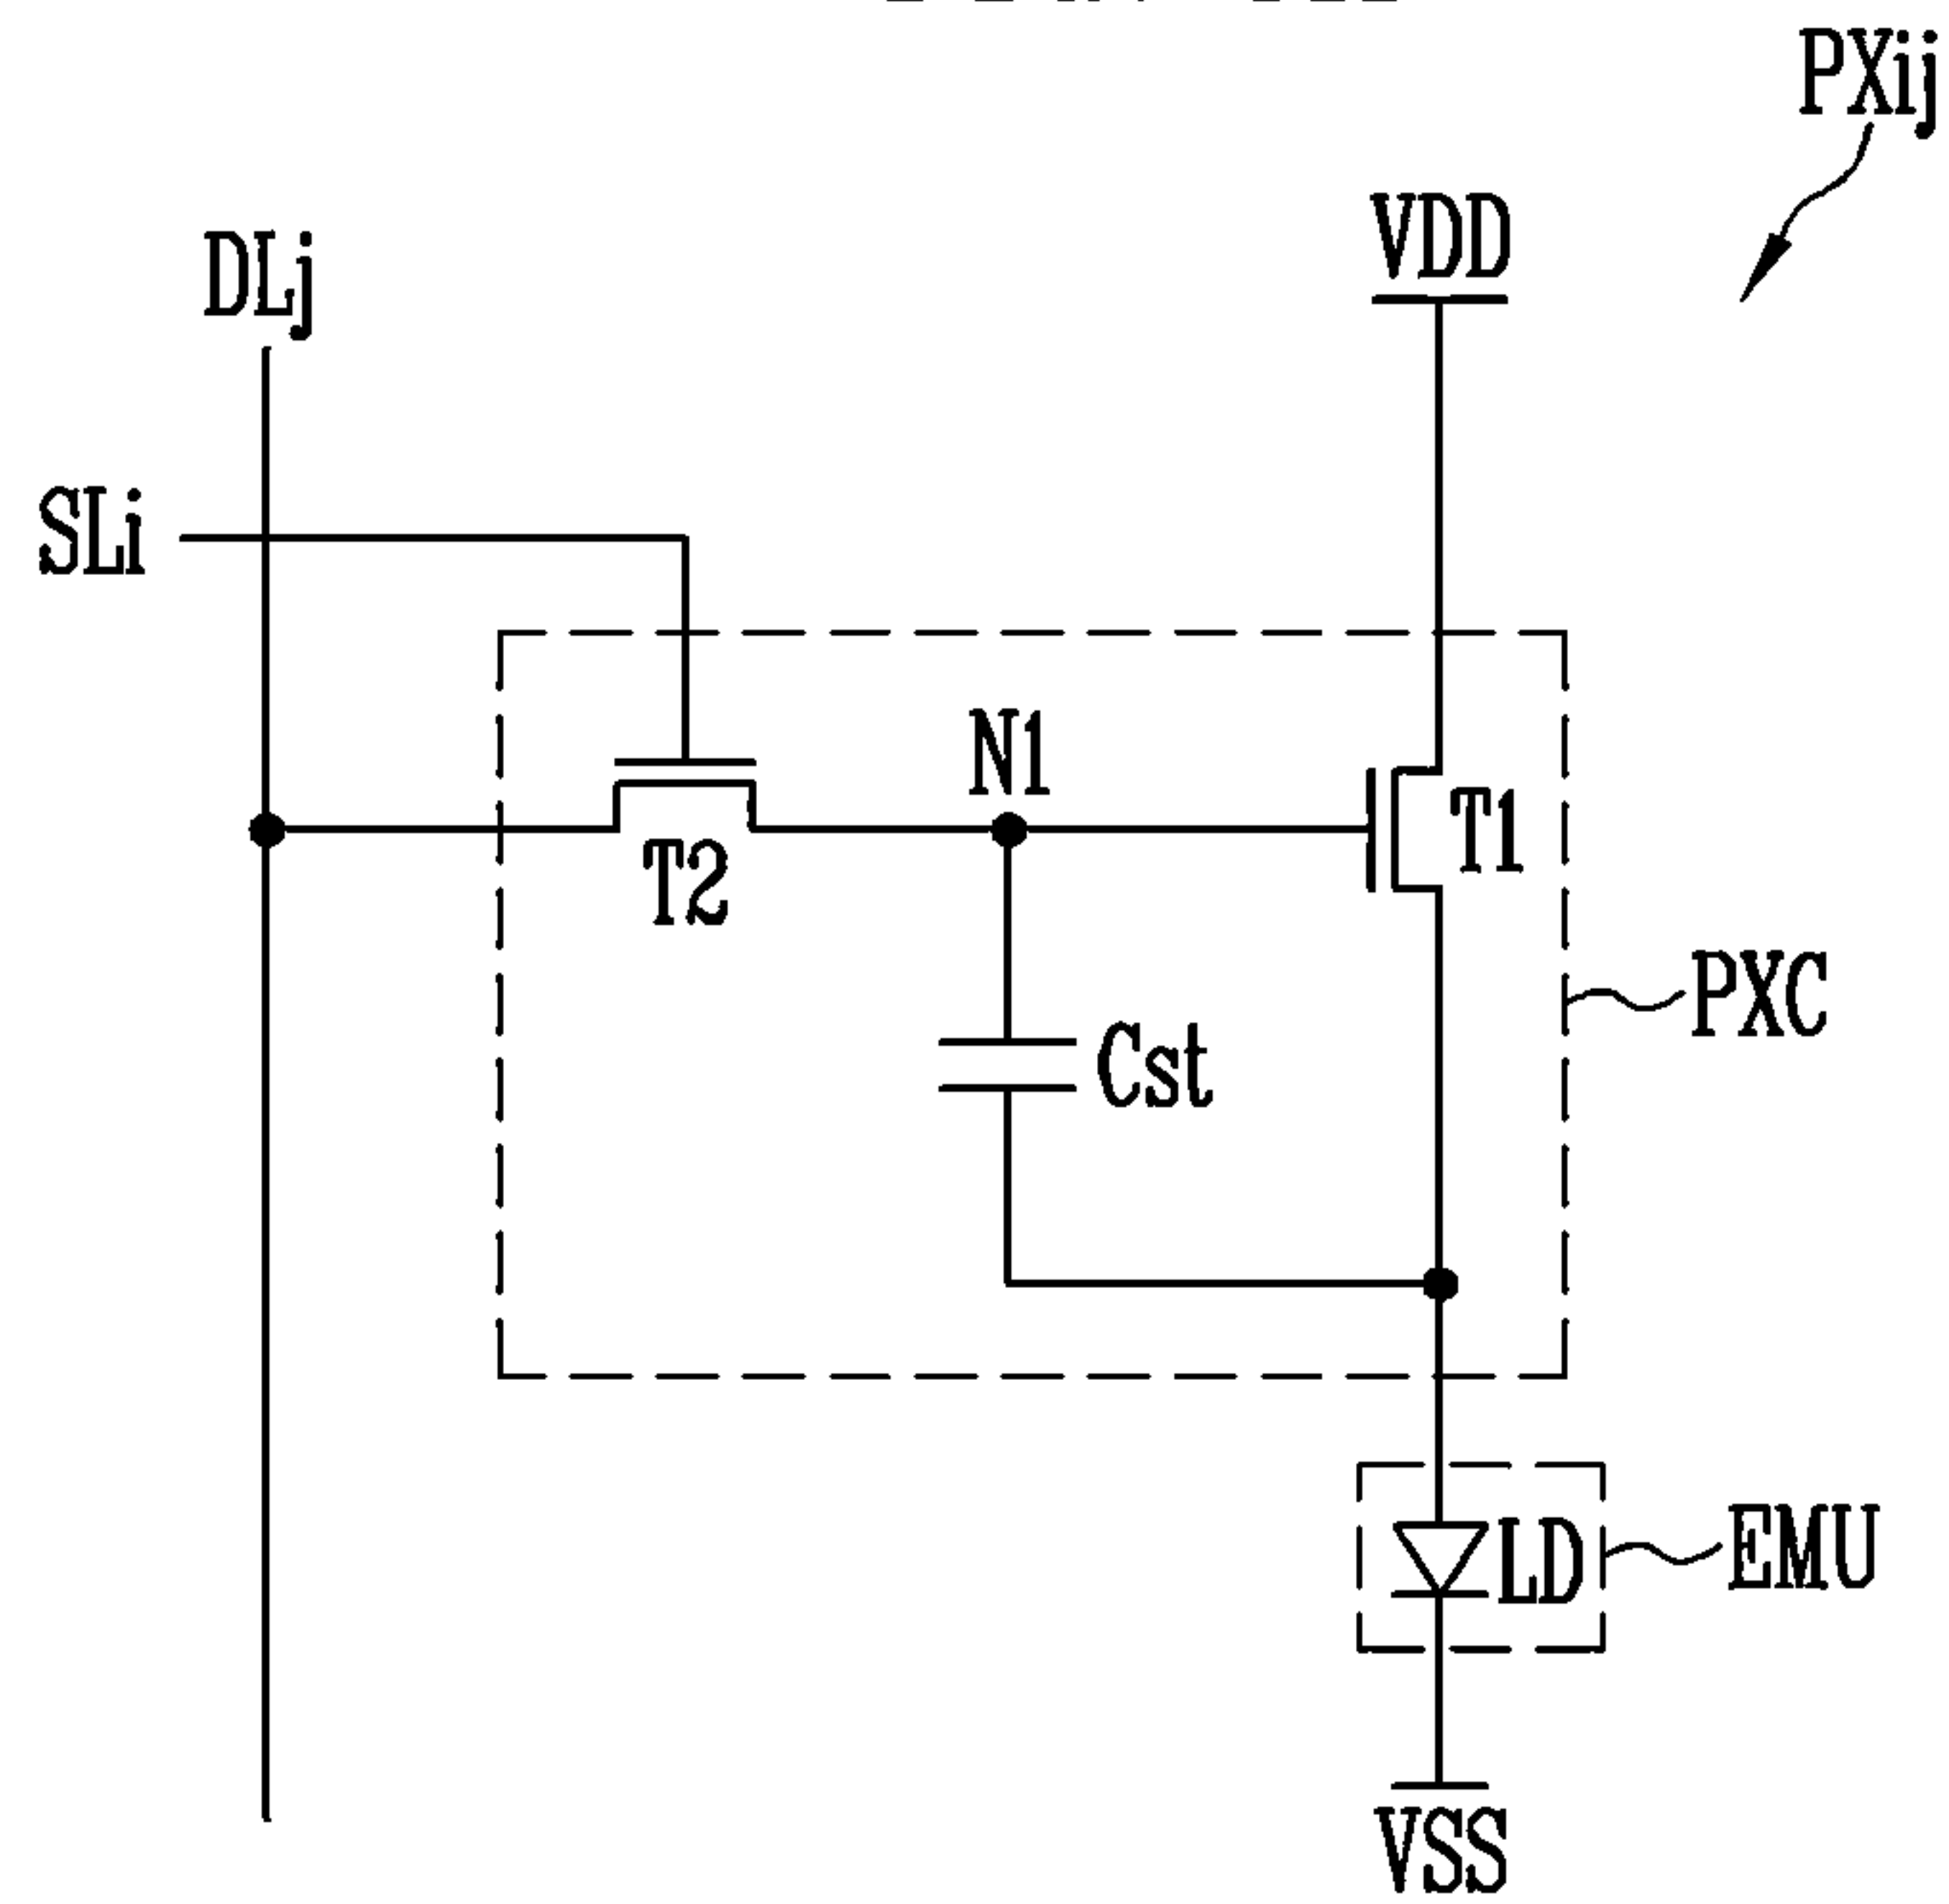 PXij
VDD
DLj
SLi
N1
T1
T2
PXC
Cst
LD
EMU
VSS